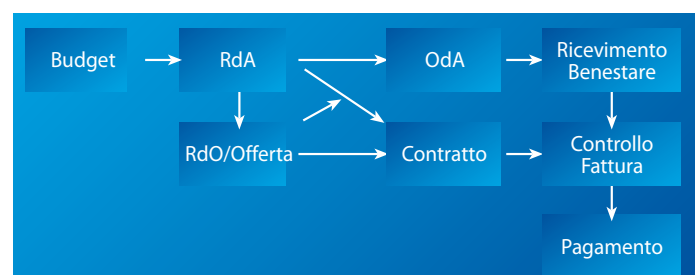 Budget
RdA
OdA
Ricevimento
Benestare
RdO/Offerta
Contratto
Controllo
Fattura
Pagamento